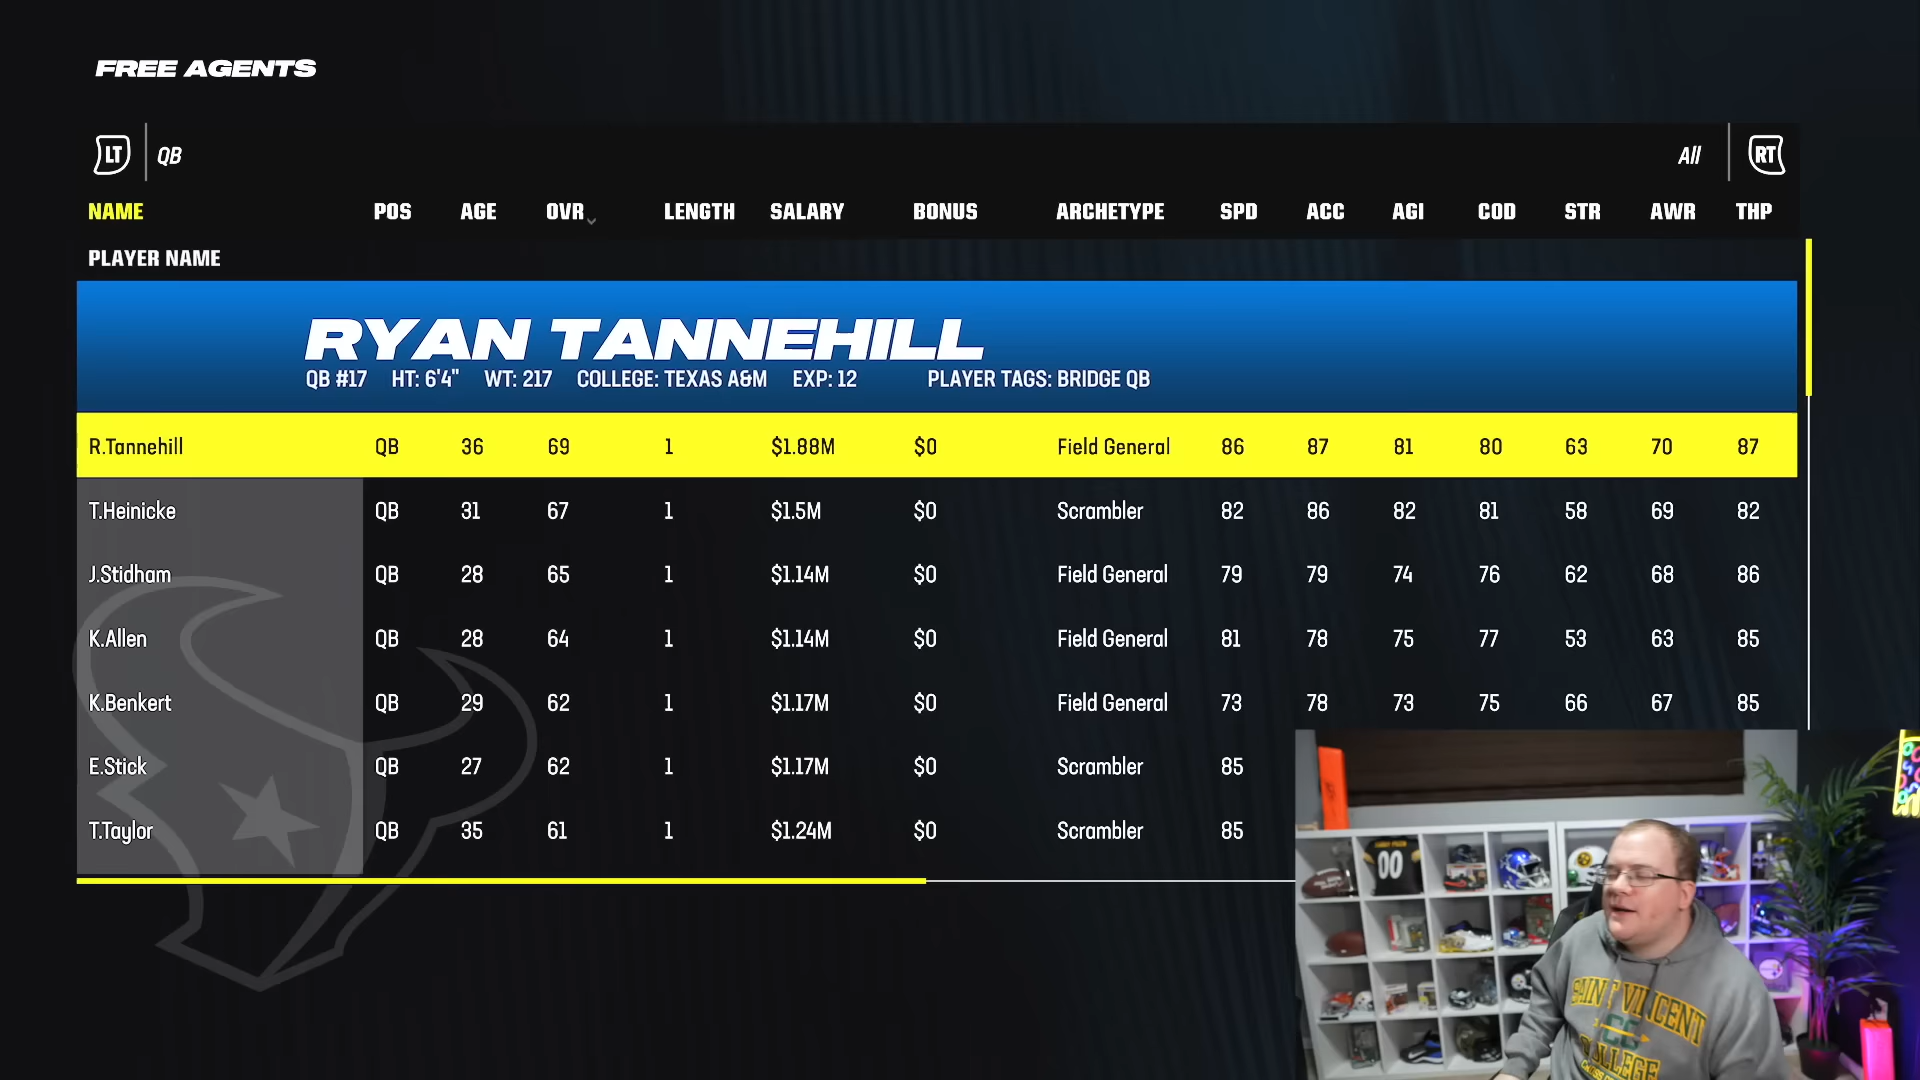 FREE AGENTS
LT QB All RT
NAME POS AGE OVR LENGTH SALARY BONUS ARCHETYPE SPD ACC AGI COD STR AWR THP
PLAYER NAME
RYAN TANNEHILL
QB #17 HT: 6'4" WT: 217 COLLEGE: TEXAS A&M EXP: 12 PLAYER TAGS: BRIDGE QB
R.Tannehill QB 36 69 1 $1.88M $0 Field General 86 87 81 80 63 70 87
T.Heinicke QB 31 67 1 $1.5M $0 Scrambler 82 86 82 81 58 69 82
J.Stidham QB 28 65 1 $1.14M $0 Field General 79 79 74 76 62 68 86
K.Allen QB 28 64 1 $1.14M $0 Field General 81 78 75 77 53 63 85
K.Benkert QB 29 62 1 $1.17M $0 Field General 73 78 73 75 66 67 85
E.Stick QB 27 62 1 $1.17M $0 Scrambler 85
T.Taylor QB 35 61 1 $1.24M $0 Scrambler 85
00
SAINT VINCENT
COLLEGE